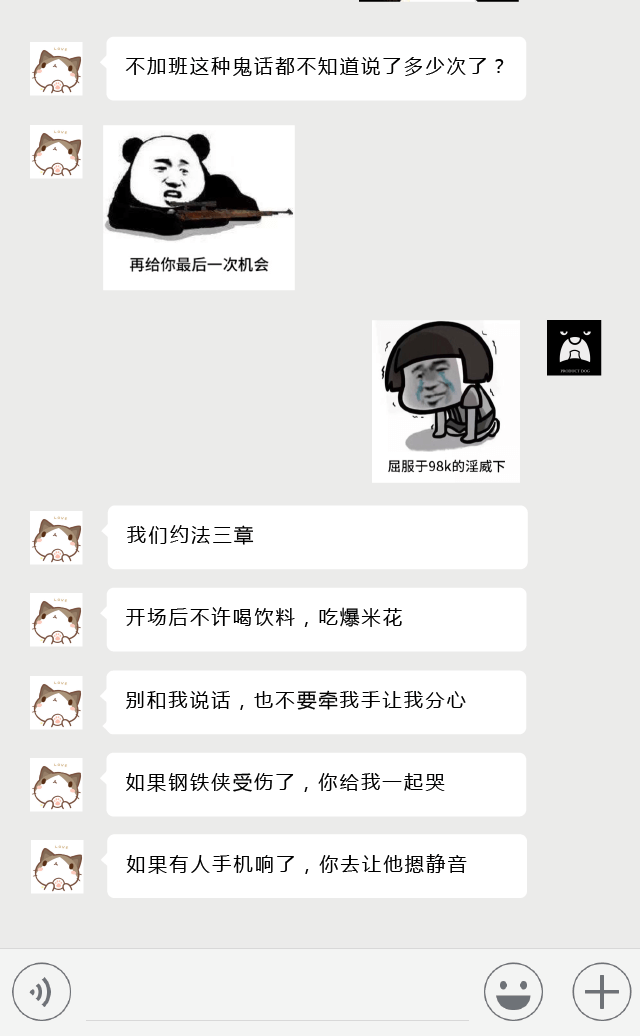 不加班这种鬼话都不知道说了多少次了？
再给你最后一次机会
PRODUCT DOG
屈服于98k的淫威下
我们约法三章
开场后不许喝饮料，吃爆米花
别和我说话，也不要牵我手让我分心
如果钢铁侠受伤了，你给我一起哭
如果有人手机响了，你去让他摁静音